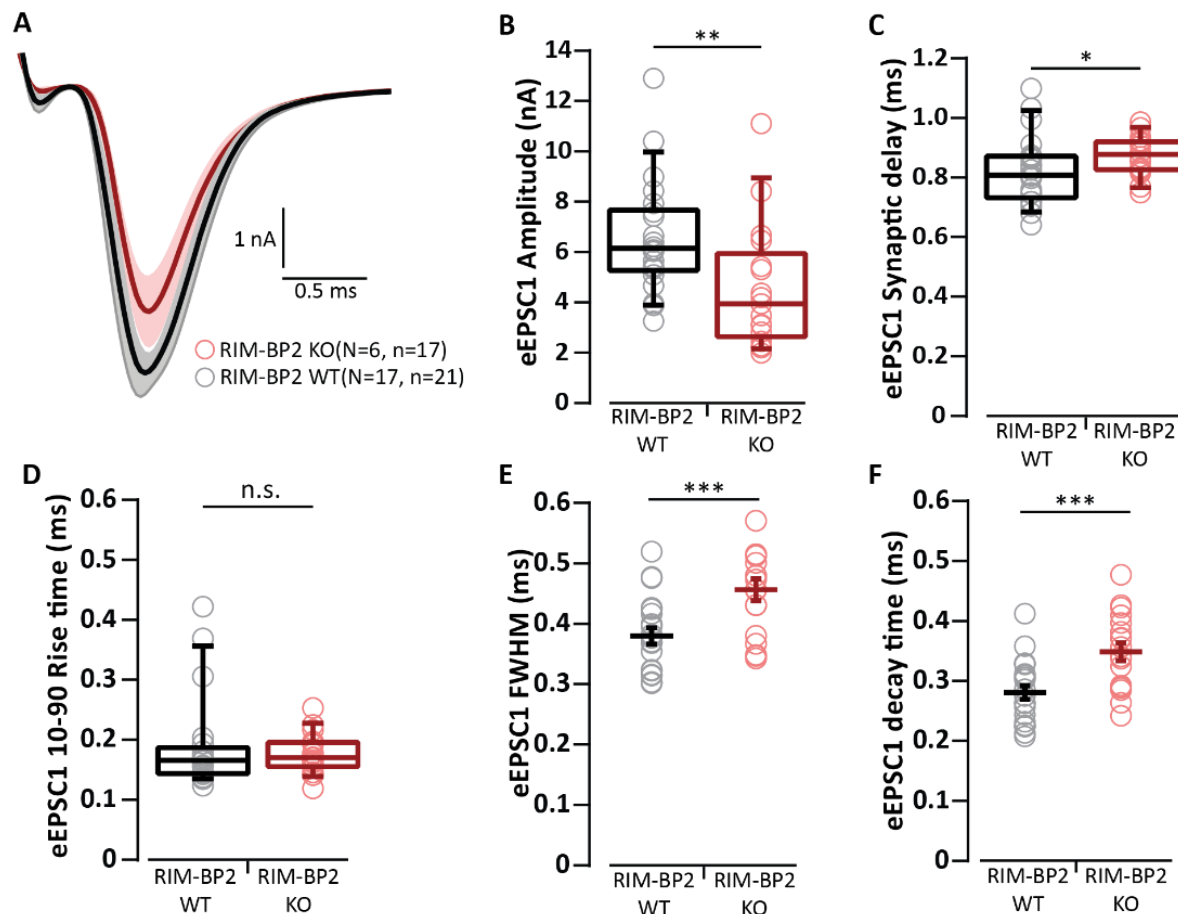 A
1 nA
0.5 ms
RIM-BP2 KO(N=6, n=17)
RIM-BP2 WT(N=17, n=21)
B
**
eEPSC1 Amplitude (nA)
14
12
10
8
6
4
2
0
RIM-BP2 RIM-BP2
WT KO
C
*
eEPSC1 Synaptic delay (ms)
1.2
1.0
0.8
0.6
0.4
0.2
0
RIM-BP2 RIM-BP2
WT KO
D
n.s.
eEPSC1 10-90 Rise time (ms)
0.6
0.5
0.4
0.3
0.2
0.1
0
RIM-BP2 RIM-BP2
WT KO
E
***
eEPSC1 FWHM (ms)
0.6
0.5
0.4
0.3
0.2
0.1
0
RIM-BP2 RIM-BP2
WT KO
F
***
eEPSC1 decay time (ms)
0.6
0.5
0.4
0.3
0.2
0.1
0
RIM-BP2 RIM-BP2
WT KO